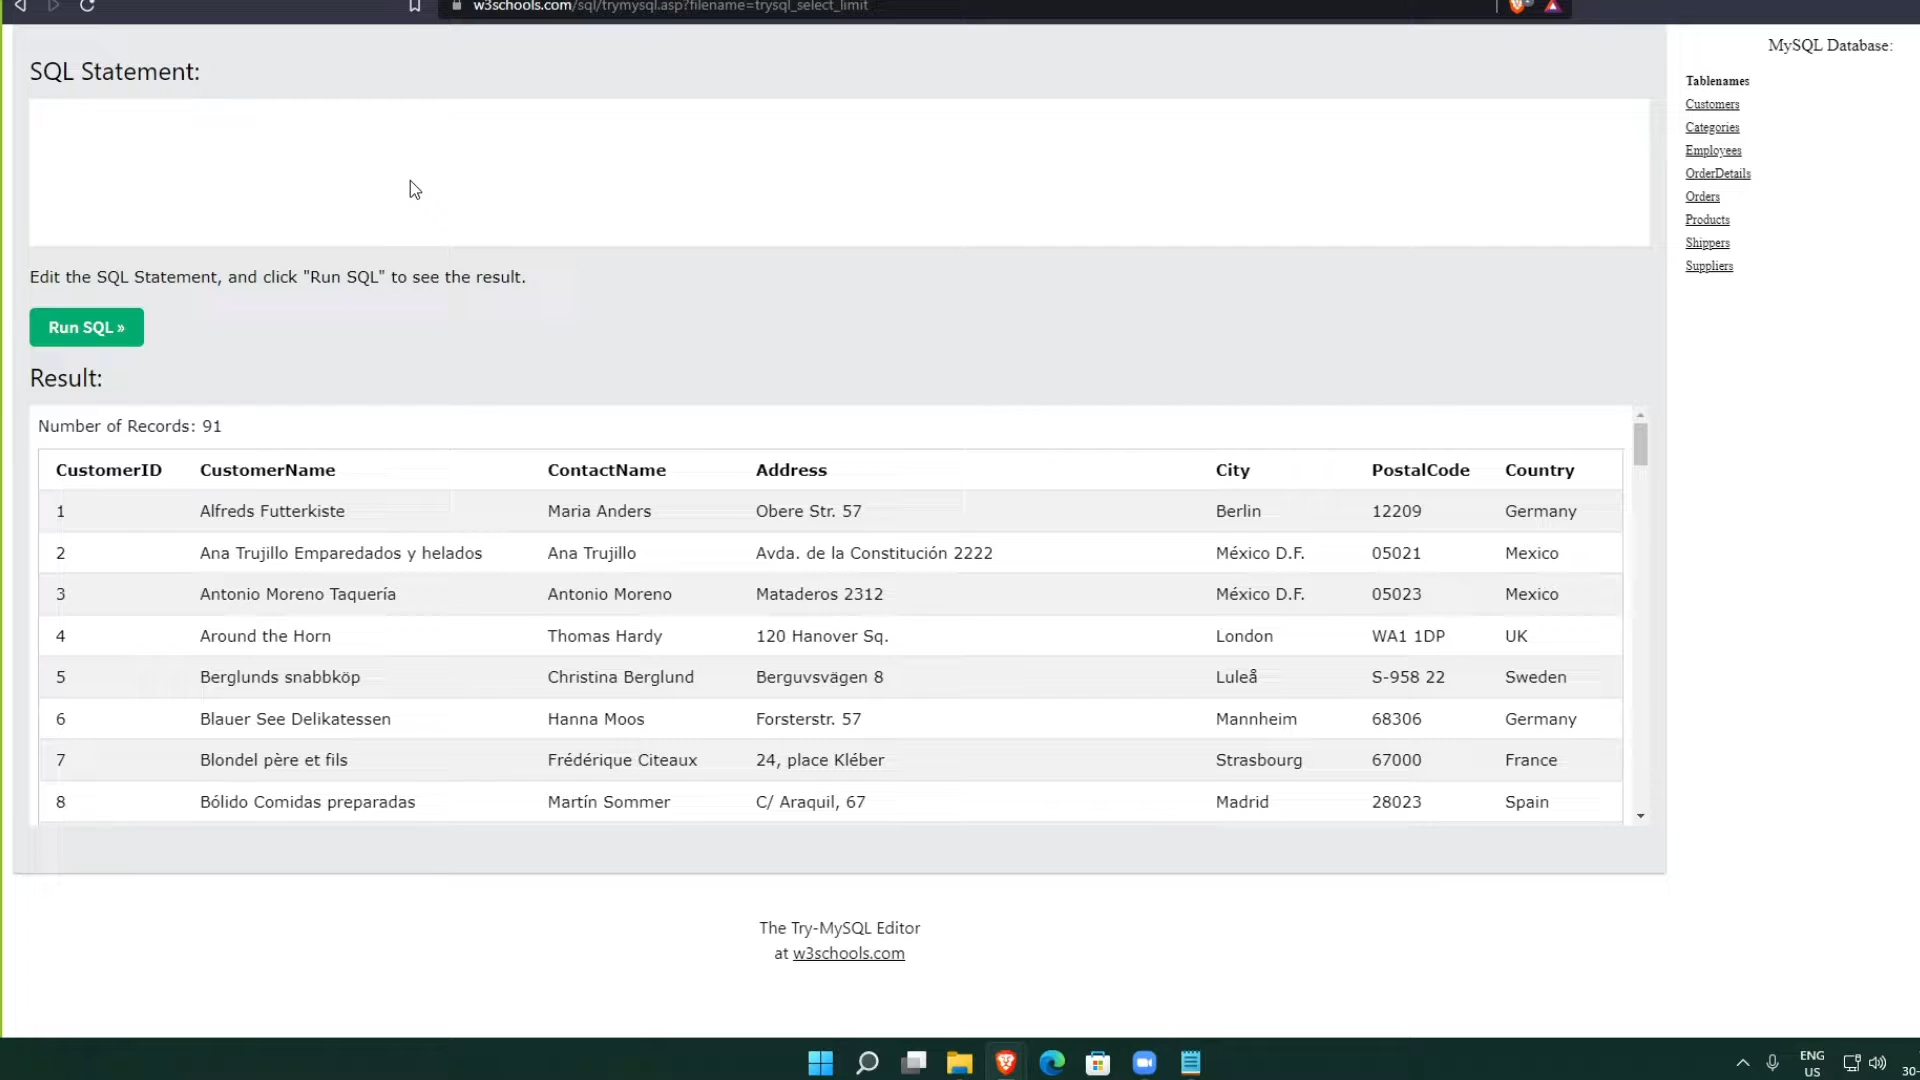 w3schools.com/sql/trymysql.asp?filename=trysql_select_limit
MySQL Database:
SQL Statement:
Tablenames
Customers
Categories
Employees
OrderDetails
Orders
Products
Shippers
Suppliers
Edit the SQL Statement, and click "Run SQL" to see the result.
Run SQL »
Result:
Number of Records: 91
CustomerID CustomerName ContactName Address City PostalCode Country
1 Alfreds Futterkiste Maria Anders Obere Str. 57 Berlin 12209 Germany
2 Ana Trujillo Emparedados y helados Ana Trujillo Avda. de la Constitución 2222 México D.F. 05021 Mexico
3 Antonio Moreno Taquería Antonio Moreno Mataderos 2312 México D.F. 05023 Mexico
4 Around the Horn Thomas Hardy 120 Hanover Sq. London WA1 1DP UK
5 Berglunds snabbköp Christina Berglund Berguvsvägen 8 Luleå S-958 22 Sweden
6 Blauer See Delikatessen Hanna Moos Forsterstr. 57 Mannheim 68306 Germany
7 Blondel père et fils Frédérique Citeaux 24, place Kléber Strasbourg 67000 France
8 Bólido Comidas preparadas Martín Sommer C/ Araquil, 67 Madrid 28023 Spain
The Try-MySQL Editor
at w3schools.com
ENG
US
30-